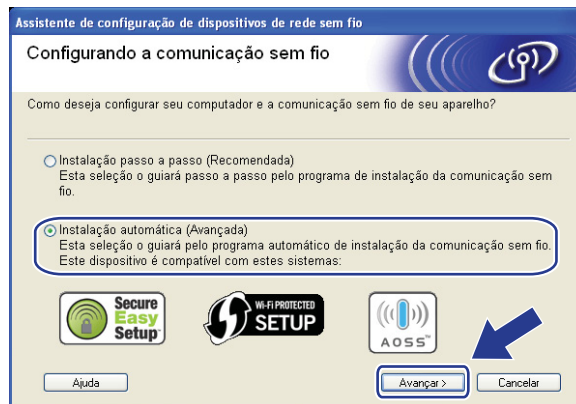 Assistente de configuração de dispositivos de rede sem fio
Configurando a comunicação sem fio
Como deseja configurar seu computador e a comunicação sem fio de seu aparelho?
Instalação passo a passo (Recomendada)
Esta seleção o guiará passo a passo pelo programa de instalação da comunicação sem
fio.
Instalação automática (Avançada)
Esta seleção o guiará pelo programa automático de instalação da comunicação sem fio.
Este dispositivo é compatível com estes sistemas:
Secure
Easy
Setup
Wi-Fi PROTECTED
SETUP
AOSS™
Ajuda
Avançar >
Cancelar